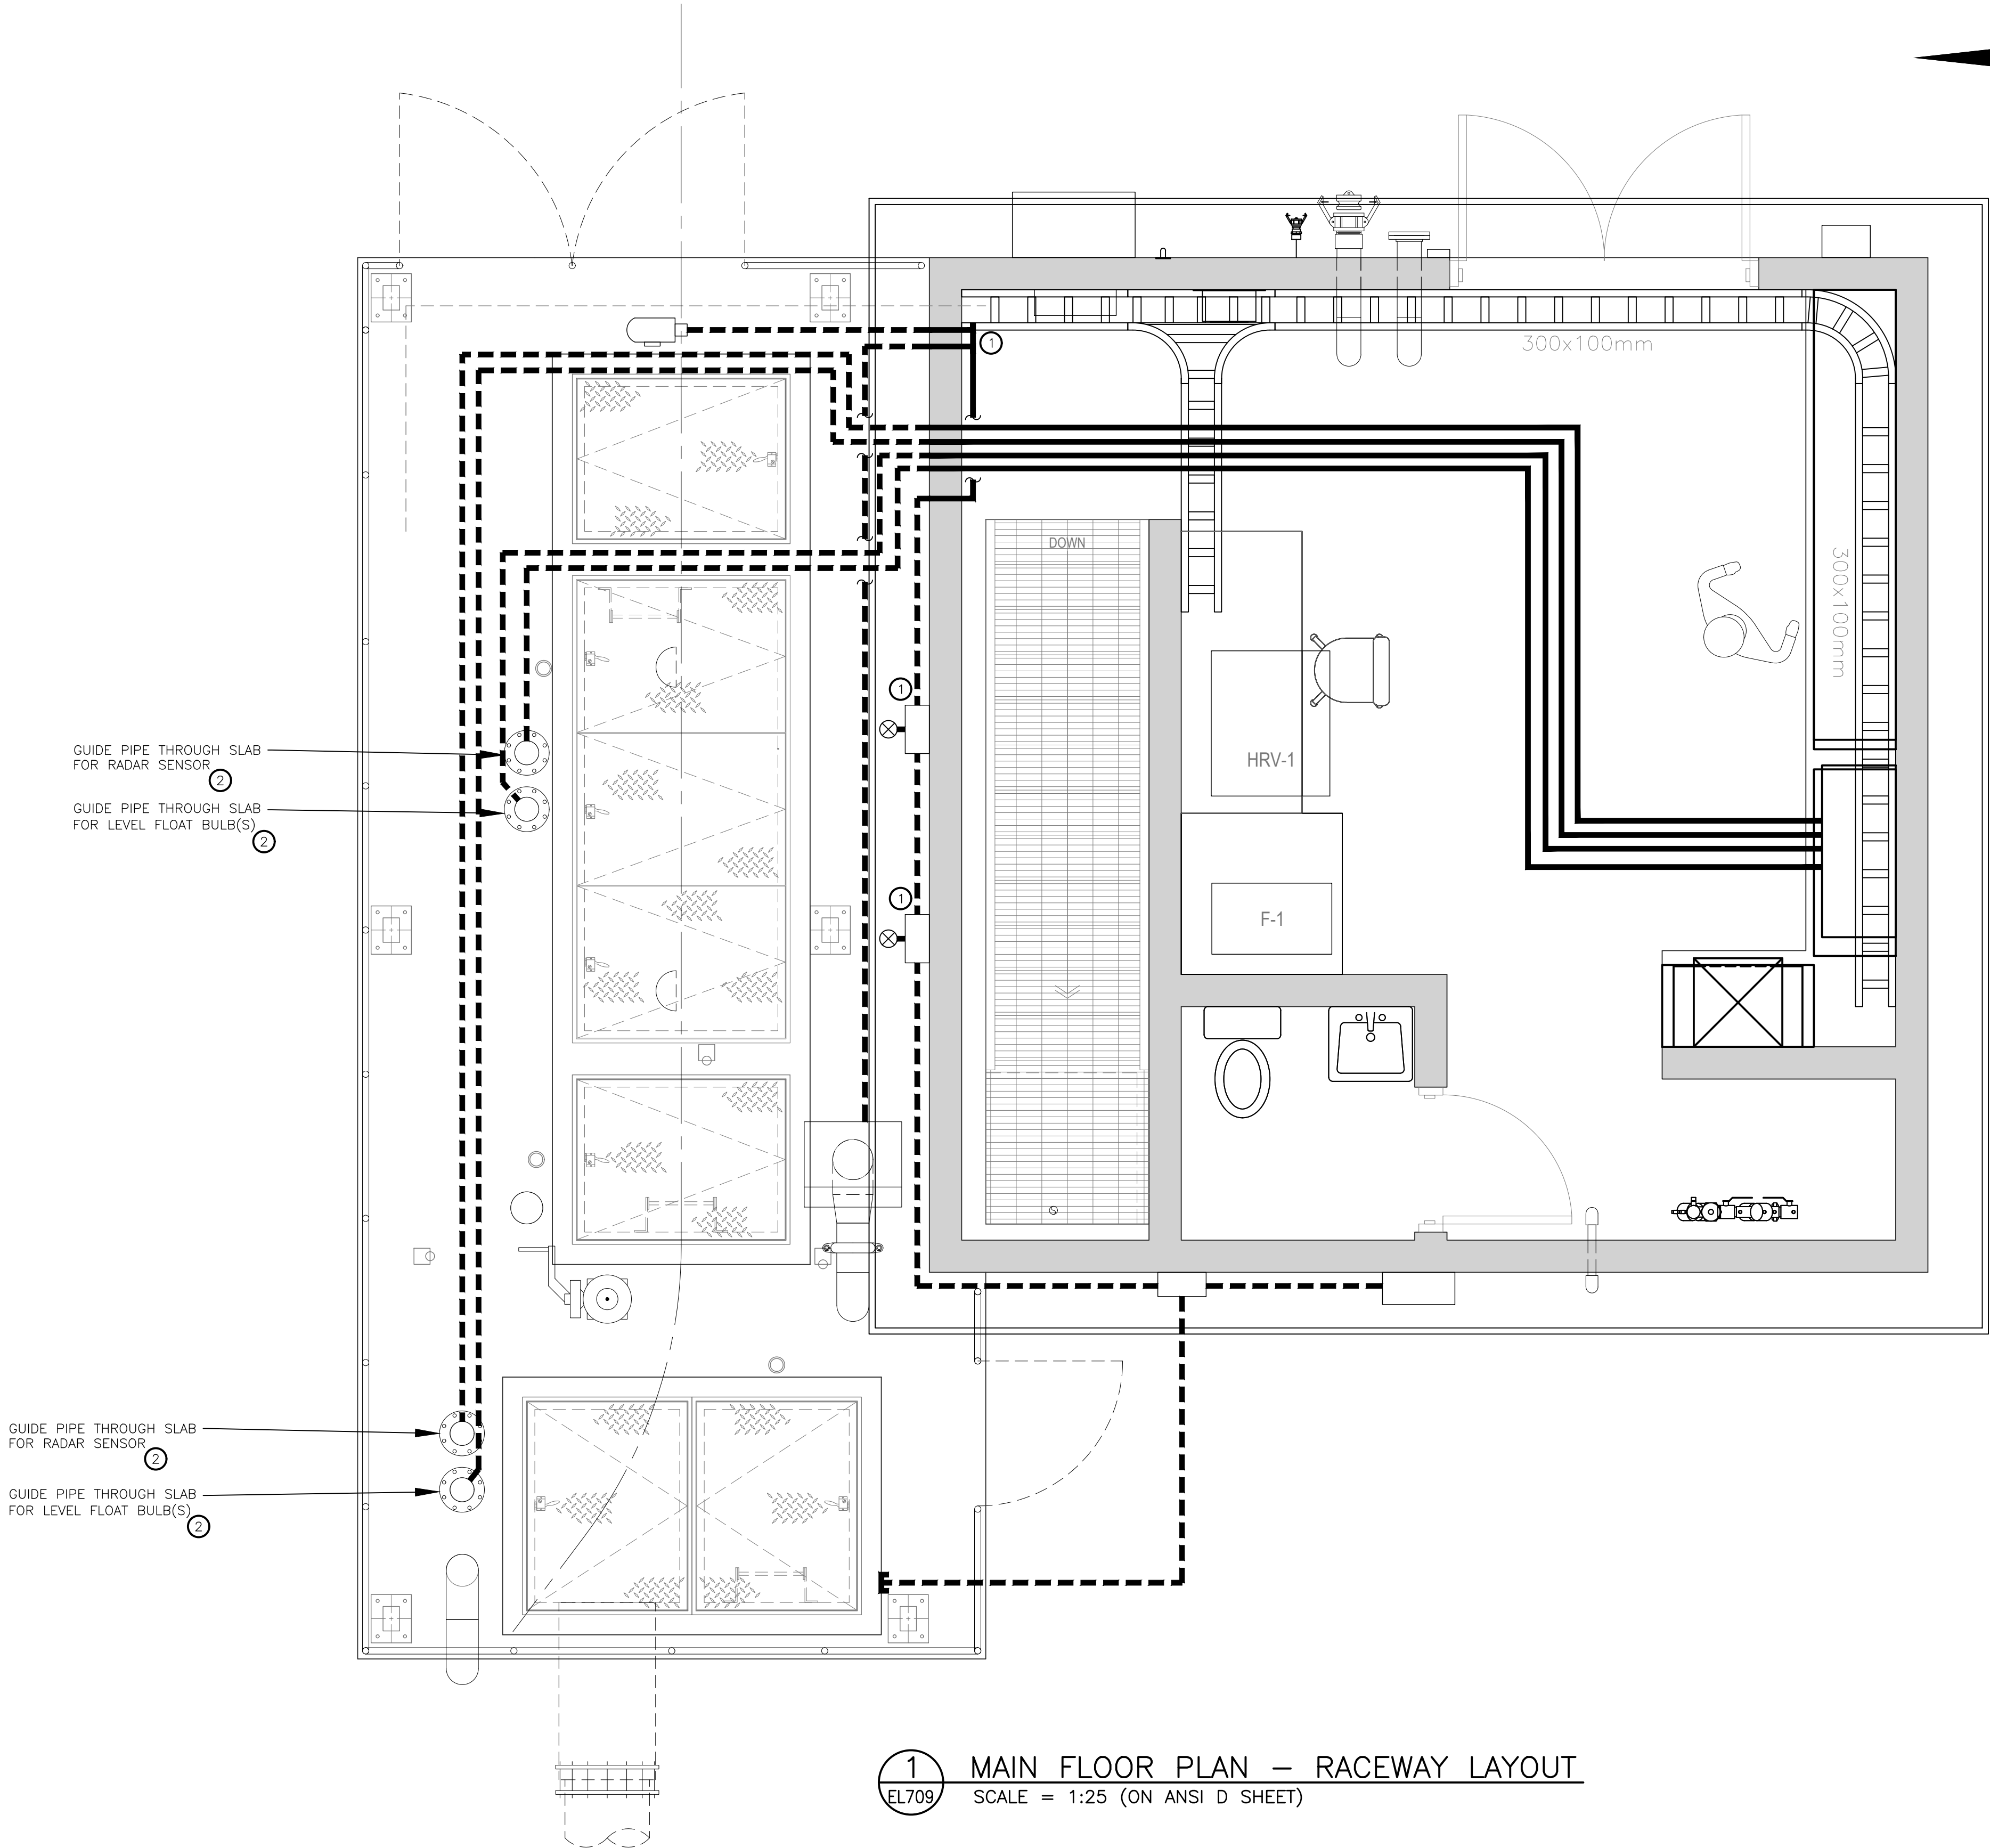 1
300x100mm
DOWN
300x100mm
1
GUIDE PIPE THROUGH SLAB
FOR RADAR SENSOR
2
HRV-1
GUIDE PIPE THROUGH SLAB
FOR LEVEL FLOAT BULB(S)
2
1
F-1
GUIDE PIPE THROUGH SLAB
FOR RADAR SENSOR
2
GUIDE PIPE THROUGH SLAB
FOR LEVEL FLOAT BULB(S)
2
1
EL709
MAIN FLOOR PLAN – RACEWAY LAYOUT
SCALE = 1:25 (ON ANSI D SHEET)